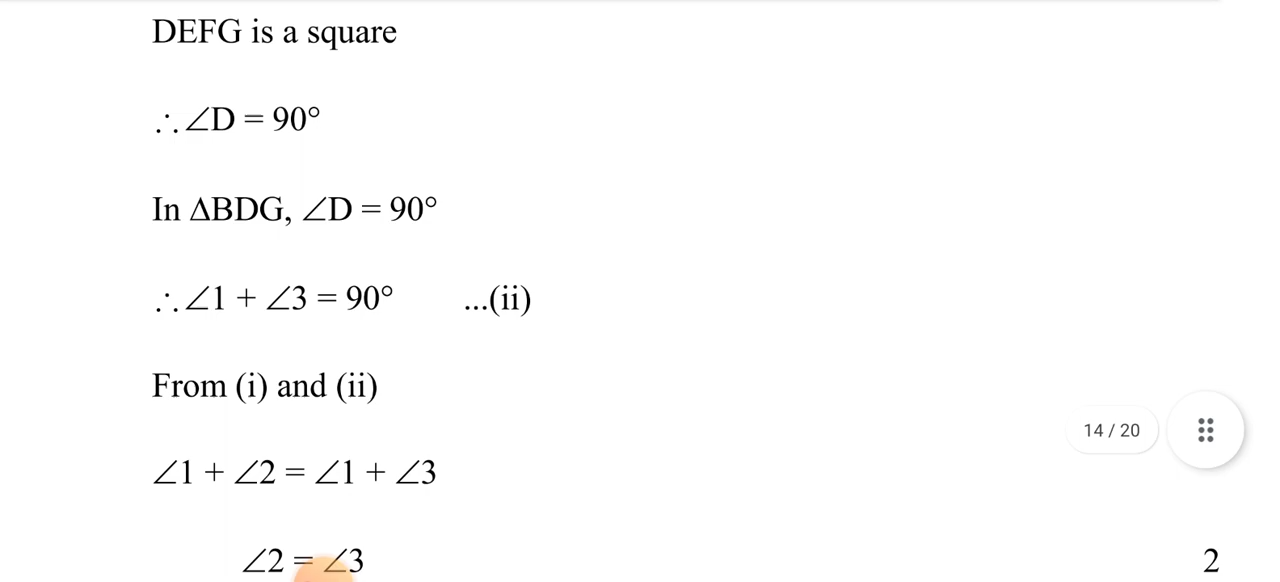 DEFG is a square
∴ ∠D = 90°
In ΔBDG, ∠D = 90°
∴ ∠1 + ∠3 = 90° ...(ii)
From (i) and (ii)
14 / 20
∠1 + ∠2 = ∠1 + ∠3
∠2 = ∠3 2